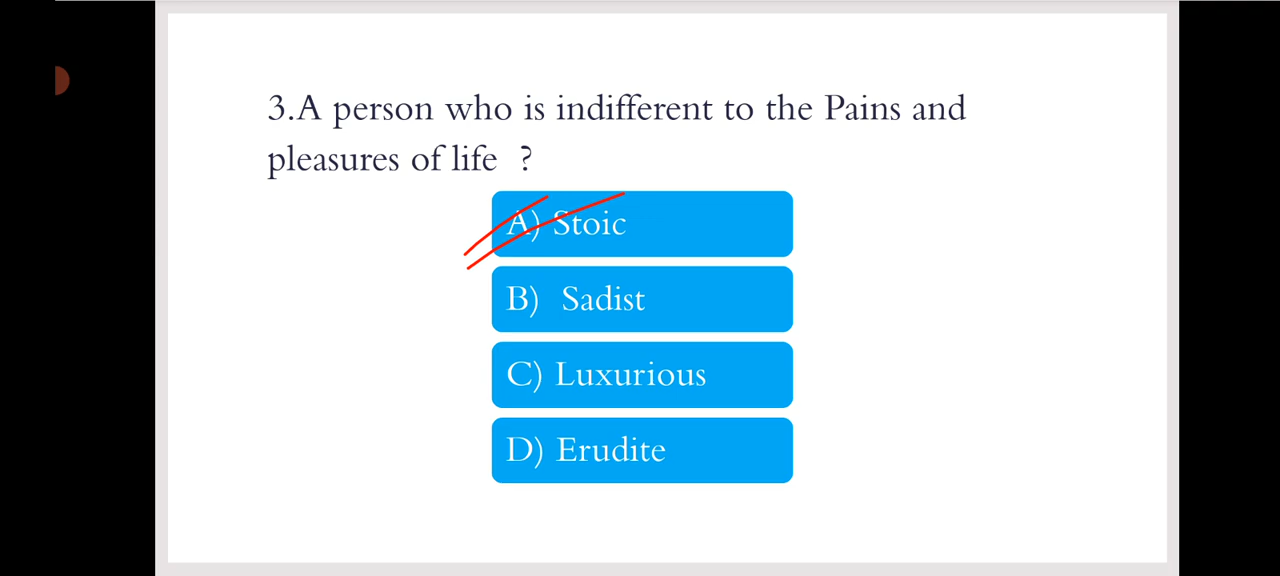 3.A person who is indifferent to the Pains and
pleasures of life ?
A) Stoic
B) Sadist
C) Luxurious
D) Erudite